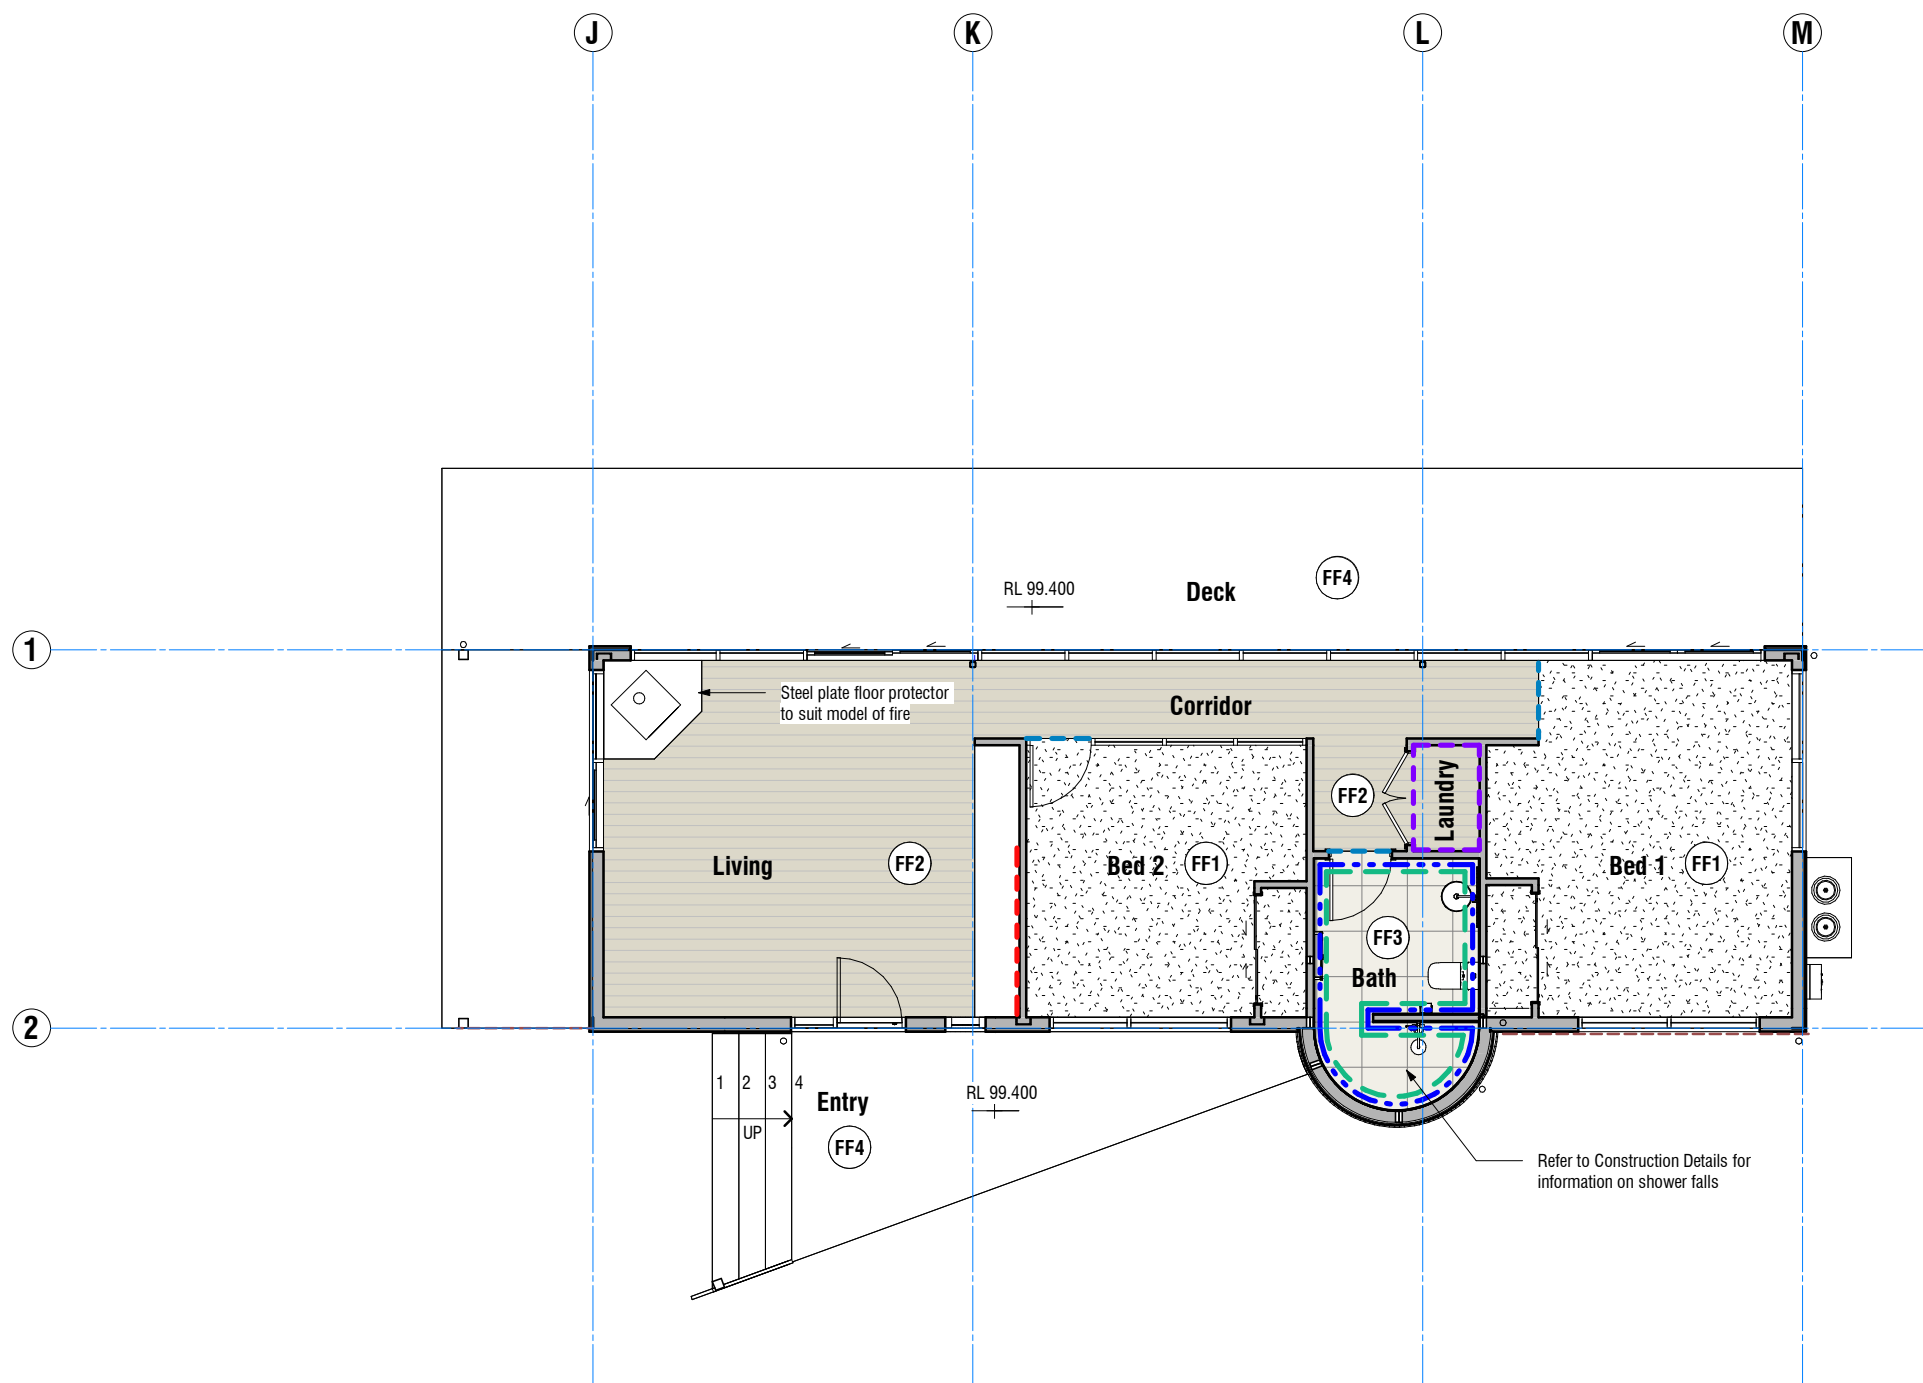 J
K
L
M
RL 99.400
Deck
FF4
1
Steel plate floor protector
to suit model of fire
Corridor
Laundry
FF2
Living
FF2
Bed 2
FF1
Bed 1
FF1
FF3
Bath
2
1
2
3
4
UP
Entry
FF4
RL 99.400
Refer to Construction Details for
information on shower falls